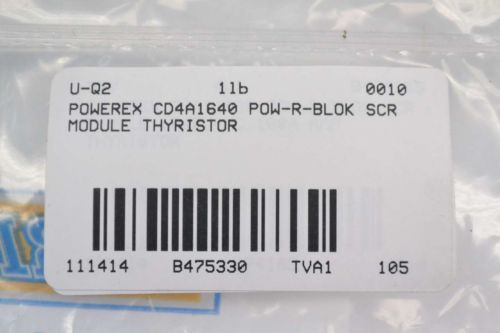 U-Q2 1lb 0010
POWEREX CD4A1640 POW-R-BLOK SCR
MODULE THYRISTOR
111414 B475330 TVA1 105